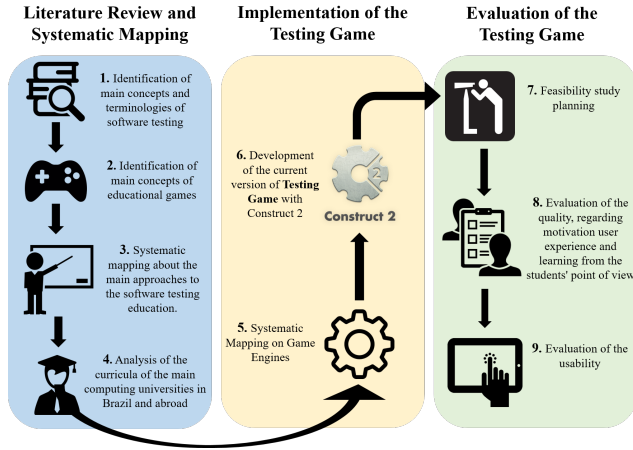 Literature Review and
Systematic Mapping
1. Identification of
main concepts and
terminologies of
software testing
2. Identification of
main concepts of
educational games
3. Systematic
mapping about the
main approaches to
the software testing
education.
4. Analysis of the
curricula of the main
computing universities in
Brazil and abroad
Implementation of the
Testing Game
6. Development
of the current
version of Testing
Game with
Construct 2
2
Construct 2
5. Systematic
Mapping on Game
Engines
Evaluation of the
Testing Game
7. Feasibility study
planning
8. Evaluation of the
quality, regarding
motivation user
experience and
learning from the
students' point of view
9. Evaluation of the
usability